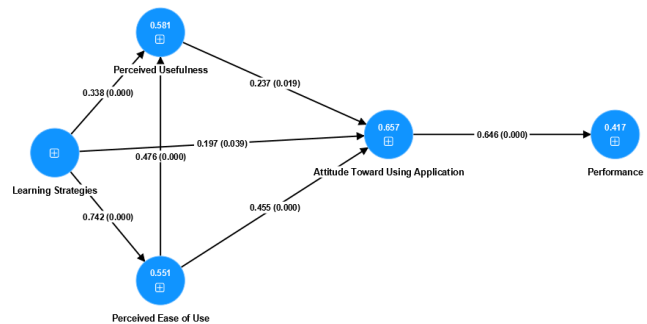 0.581
Perceived Usefulness
0.338 (0.000)
0.237 (0.019)
0.657
0.417
0.197 (0.039)
0.646 (0.000)
0.476 (0.000)
Attitude Toward Using Application
Performance
Learning Strategies
0.742 (0.000)
0.455 (0.000)
0.551
Perceived Ease of Use